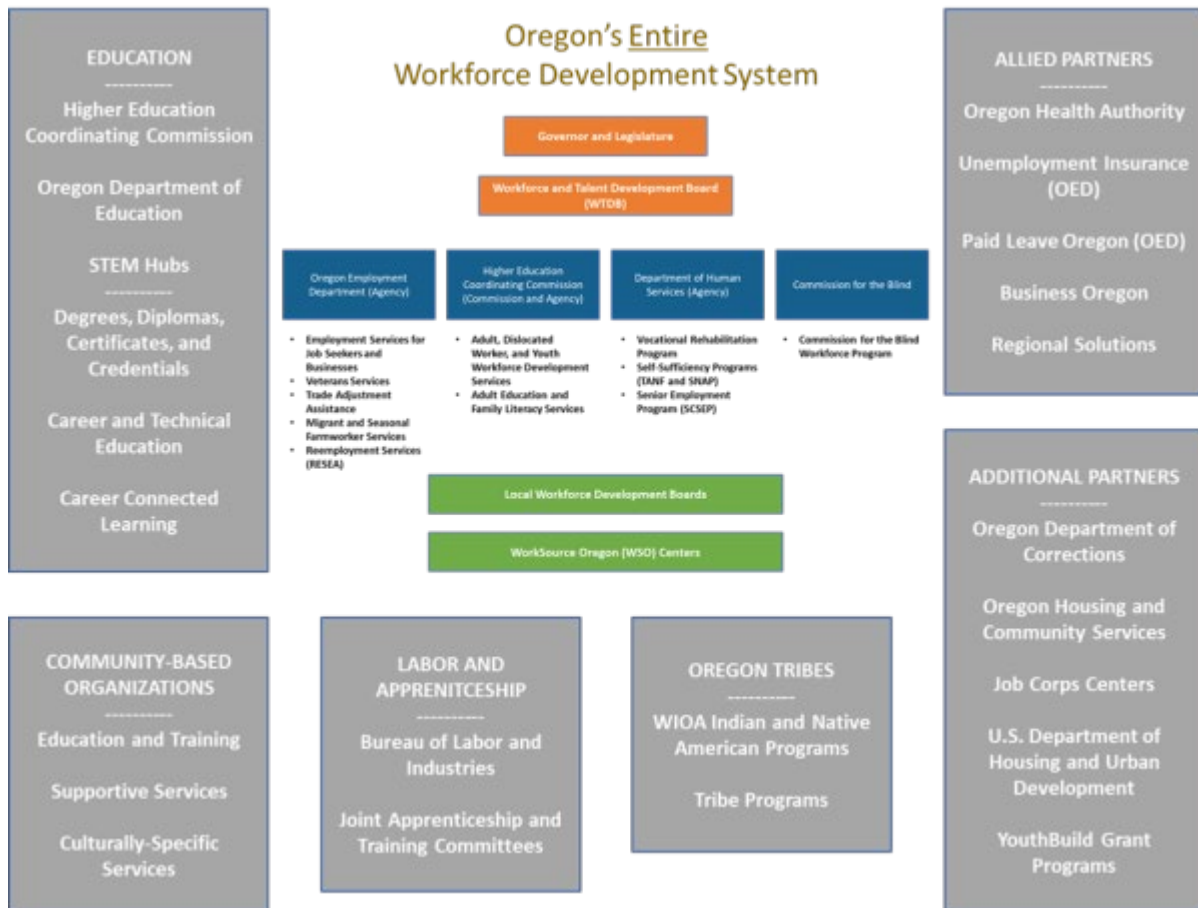 Oregon's Entire
Workforce Development System
EDUCATION
----------
Higher Education
Coordinating Commission
Oregon Department of
Education
STEM Hubs
----------
Degrees, Diplomas,
Certificates, and
Credentials
Career and Technical
Education
Career Connected
Learning
Governor and Legislature
Workforce and Talent Development Board
(WTDB)
Oregon Employment
Department (Agency)
• Employment Services for
Job Seekers and
Businesses
• Veterans Services
• Trade Adjustment
Assistance
• Migrant and Seasonal
Farmworker Services
• Reemployment Services
(RESEA)
Higher Education
Coordinating Commission
(Commission and Agency)
• Adult, Dislocated
Worker, and Youth
Workforce Development
Services
• Adult Education and
Family Literacy Services
Department of Human
Services (Agency)
• Vocational Rehabilitation
Program
• Self-Sufficiency Programs
(TANF and SNAP)
• Senior Employment
Program (SCSEP)
Commission for the Blind
• Commission for the Blind
Workforce Program
Local Workforce Development Boards
WorkSource Oregon (WSO) Centers
ALLIED PARTNERS
----------
Oregon Health Authority
Unemployment Insurance
(OED)
Paid Leave Oregon (OED)
Business Oregon
Regional Solutions
ADDITIONAL PARTNERS
----------
Oregon Department of
Corrections
Oregon Housing and
Community Services
Job Corps Centers
U.S. Department of
Housing and Urban
Development
YouthBuild Grant
Programs
COMMUNITY-BASED
ORGANIZATIONS
----------
Education and Training
Supportive Services
Culturally-Specific
Services
LABOR AND
APPRENITCESHIP
----------
Bureau of Labor and
Industries
Joint Apprenticeship and
Training Committees
OREGON TRIBES
----------
WIOA Indian and Native
American Programs
Tribe Programs